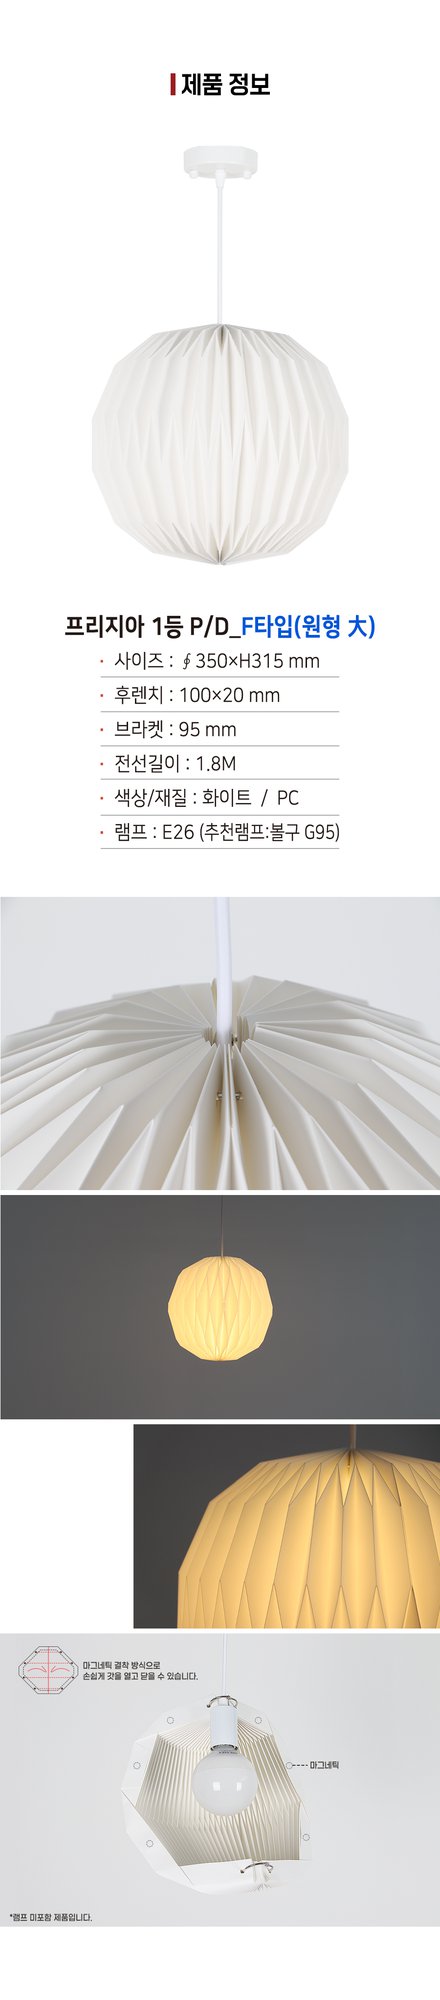 제품 정보
프리지아 1등 P/D_F타입(원형 大)
· 사이즈 : ∮350×H315 mm
· 후렌치 : 100×20 mm
· 브라켓 : 95 mm
· 전선길이 : 1.8M
· 색상/재질 : 화이트 / PC
· 램프 : E26 (추천램프:볼구 G95)
마그네틱 결착 방식으로
손쉽게 갓을 열고 닫을 수 있습니다.
마그네틱
*램프 미포함 제품입니다.